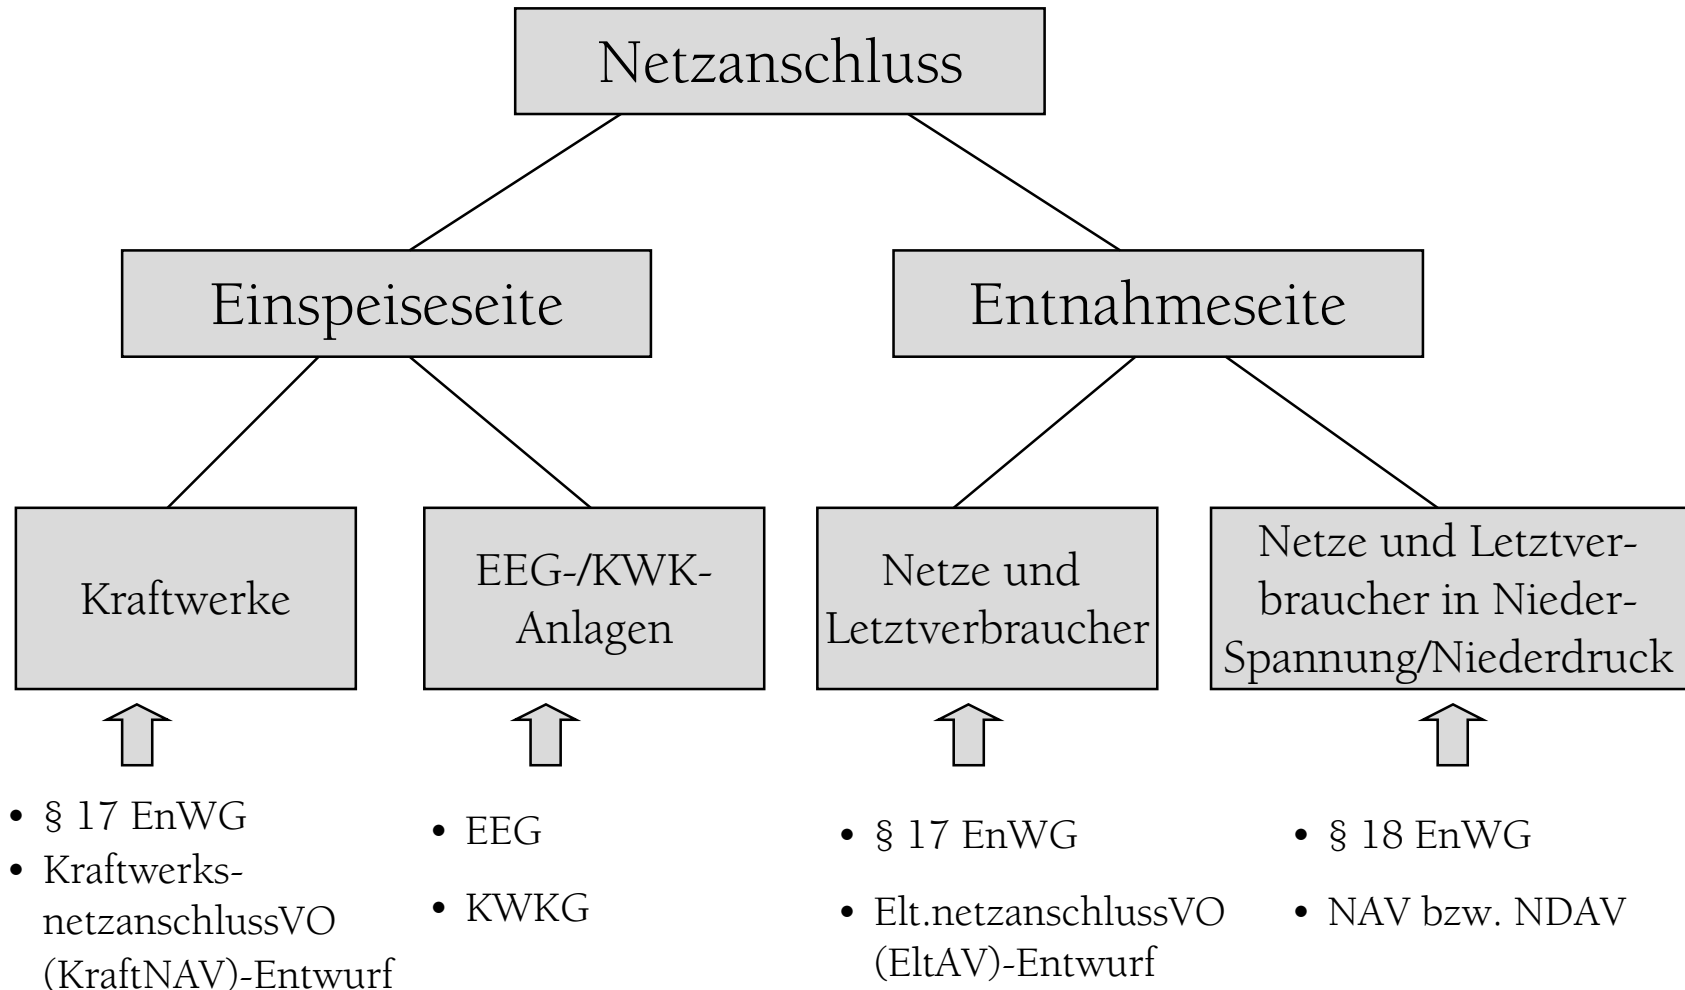 Netzanschluss
Einspeiseseite
Entnahmeseite
Kraftwerke
EEG-/KWK-
Anlagen
Netze und
Letztverbraucher
Netze und Letztver-
braucher in Nieder-
Spannung/Niederdruck
• § 17 EnWG
• Kraftwerks-
netzanschlussVO
(KraftNAV)-Entwurf
• EEG
• KWKG
• § 17 EnWG
• Elt.netzanschlussVO
(EltAV)-Entwurf
• § 18 EnWG
• NAV bzw. NDAV